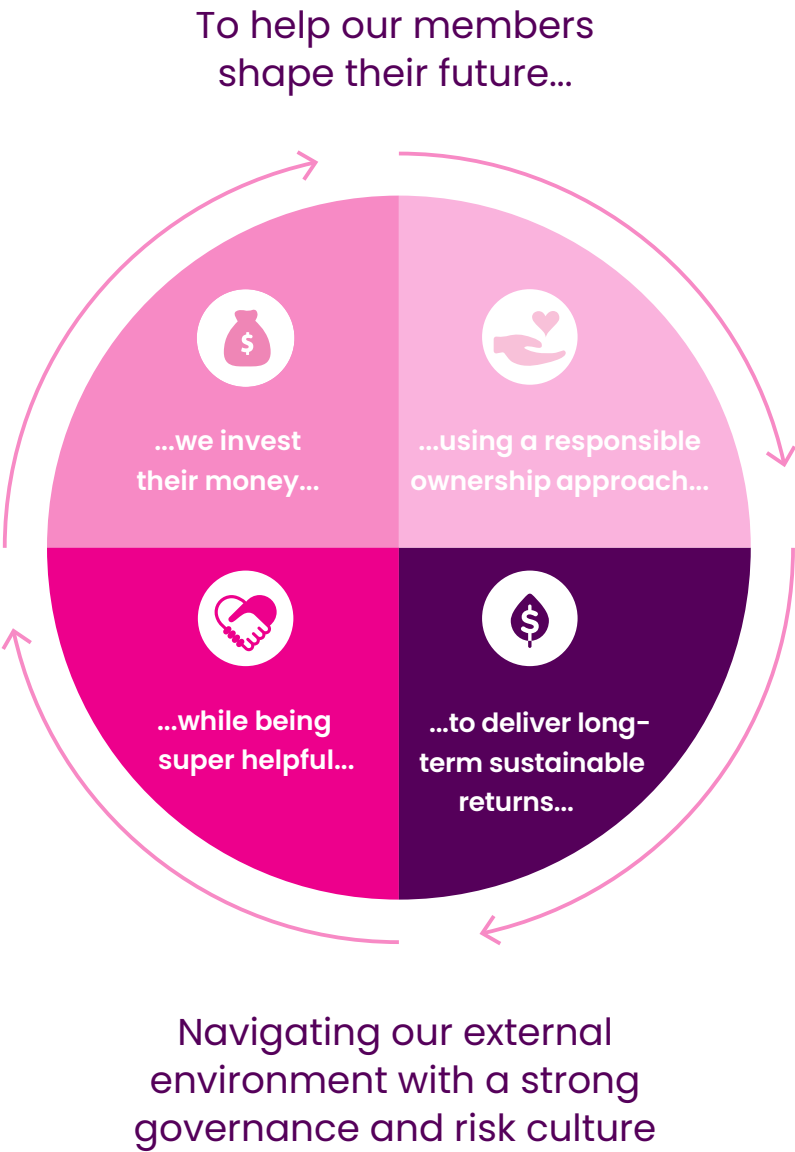 To help our members
shape their future...
...we invest
their money...
...using a responsible
ownership approach...
...to deliver long-
term sustainable
returns...
...while being
super helpful...
Navigating our external
environment with a strong
governance and risk culture